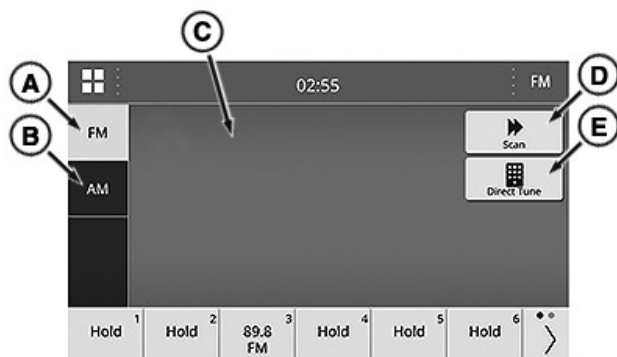 C
A
B
D
E
02:55
FM
FM
AM
Scan
Direct Tune
Hold 1
Hold 2
89.8 3
FM
Hold 4
Hold 5
Hold 6